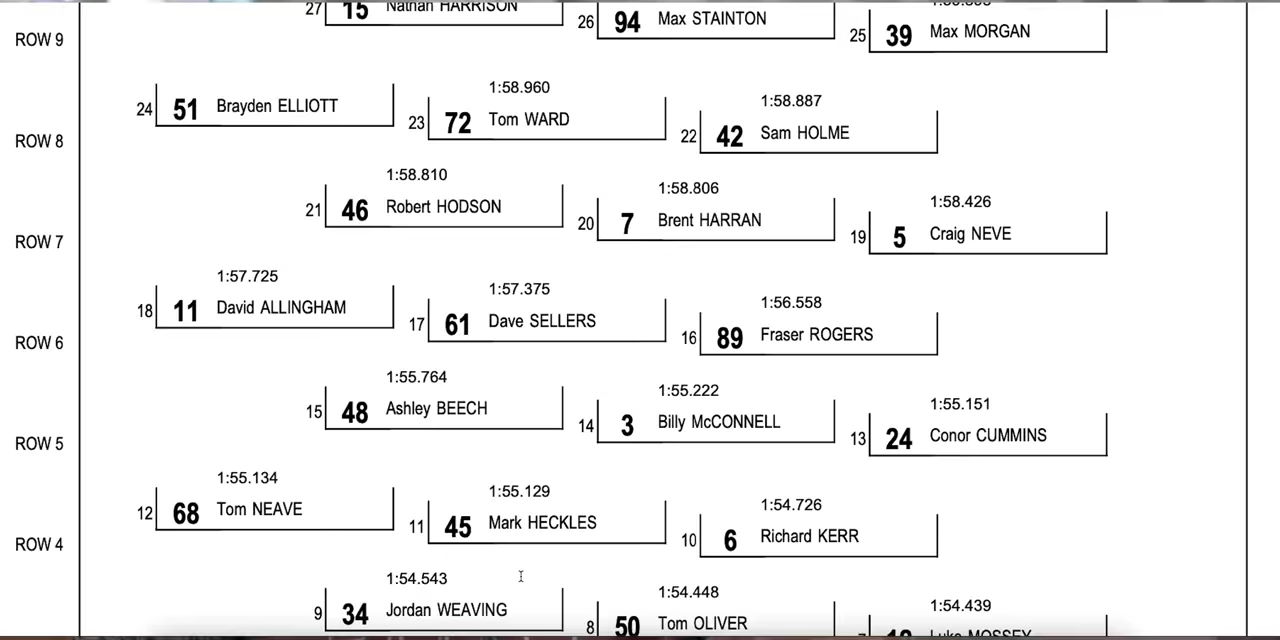 27 15 Nathan HARRISON
26 94 Max STAINTON
ROW 9 25 39 Max MORGAN
24 51 Brayden ELLIOTT
1:58.960
23 72 Tom WARD
1:58.887
ROW 8 22 42 Sam HOLME
1:58.810
21 46 Robert HODSON
1:58.806
20 7 Brent HARRAN
1:58.426
ROW 7 19 5 Craig NEVE
1:57.725
18 11 David ALLINGHAM
1:57.375
17 61 Dave SELLERS
1:56.558
ROW 6 16 89 Fraser ROGERS
1:55.764
15 48 Ashley BEECH
1:55.222
14 3 Billy McCONNELL
1:55.151
ROW 5 13 24 Conor CUMMINS
1:55.134
12 68 Tom NEAVE
1:55.129
11 45 Mark HECKLES
1:54.726
ROW 4 10 6 Richard KERR
1:54.543
9 34 Jordan WEAVING
1:54.448
8 50 Tom OLIVER
1:54.439
Luke MOSSEY